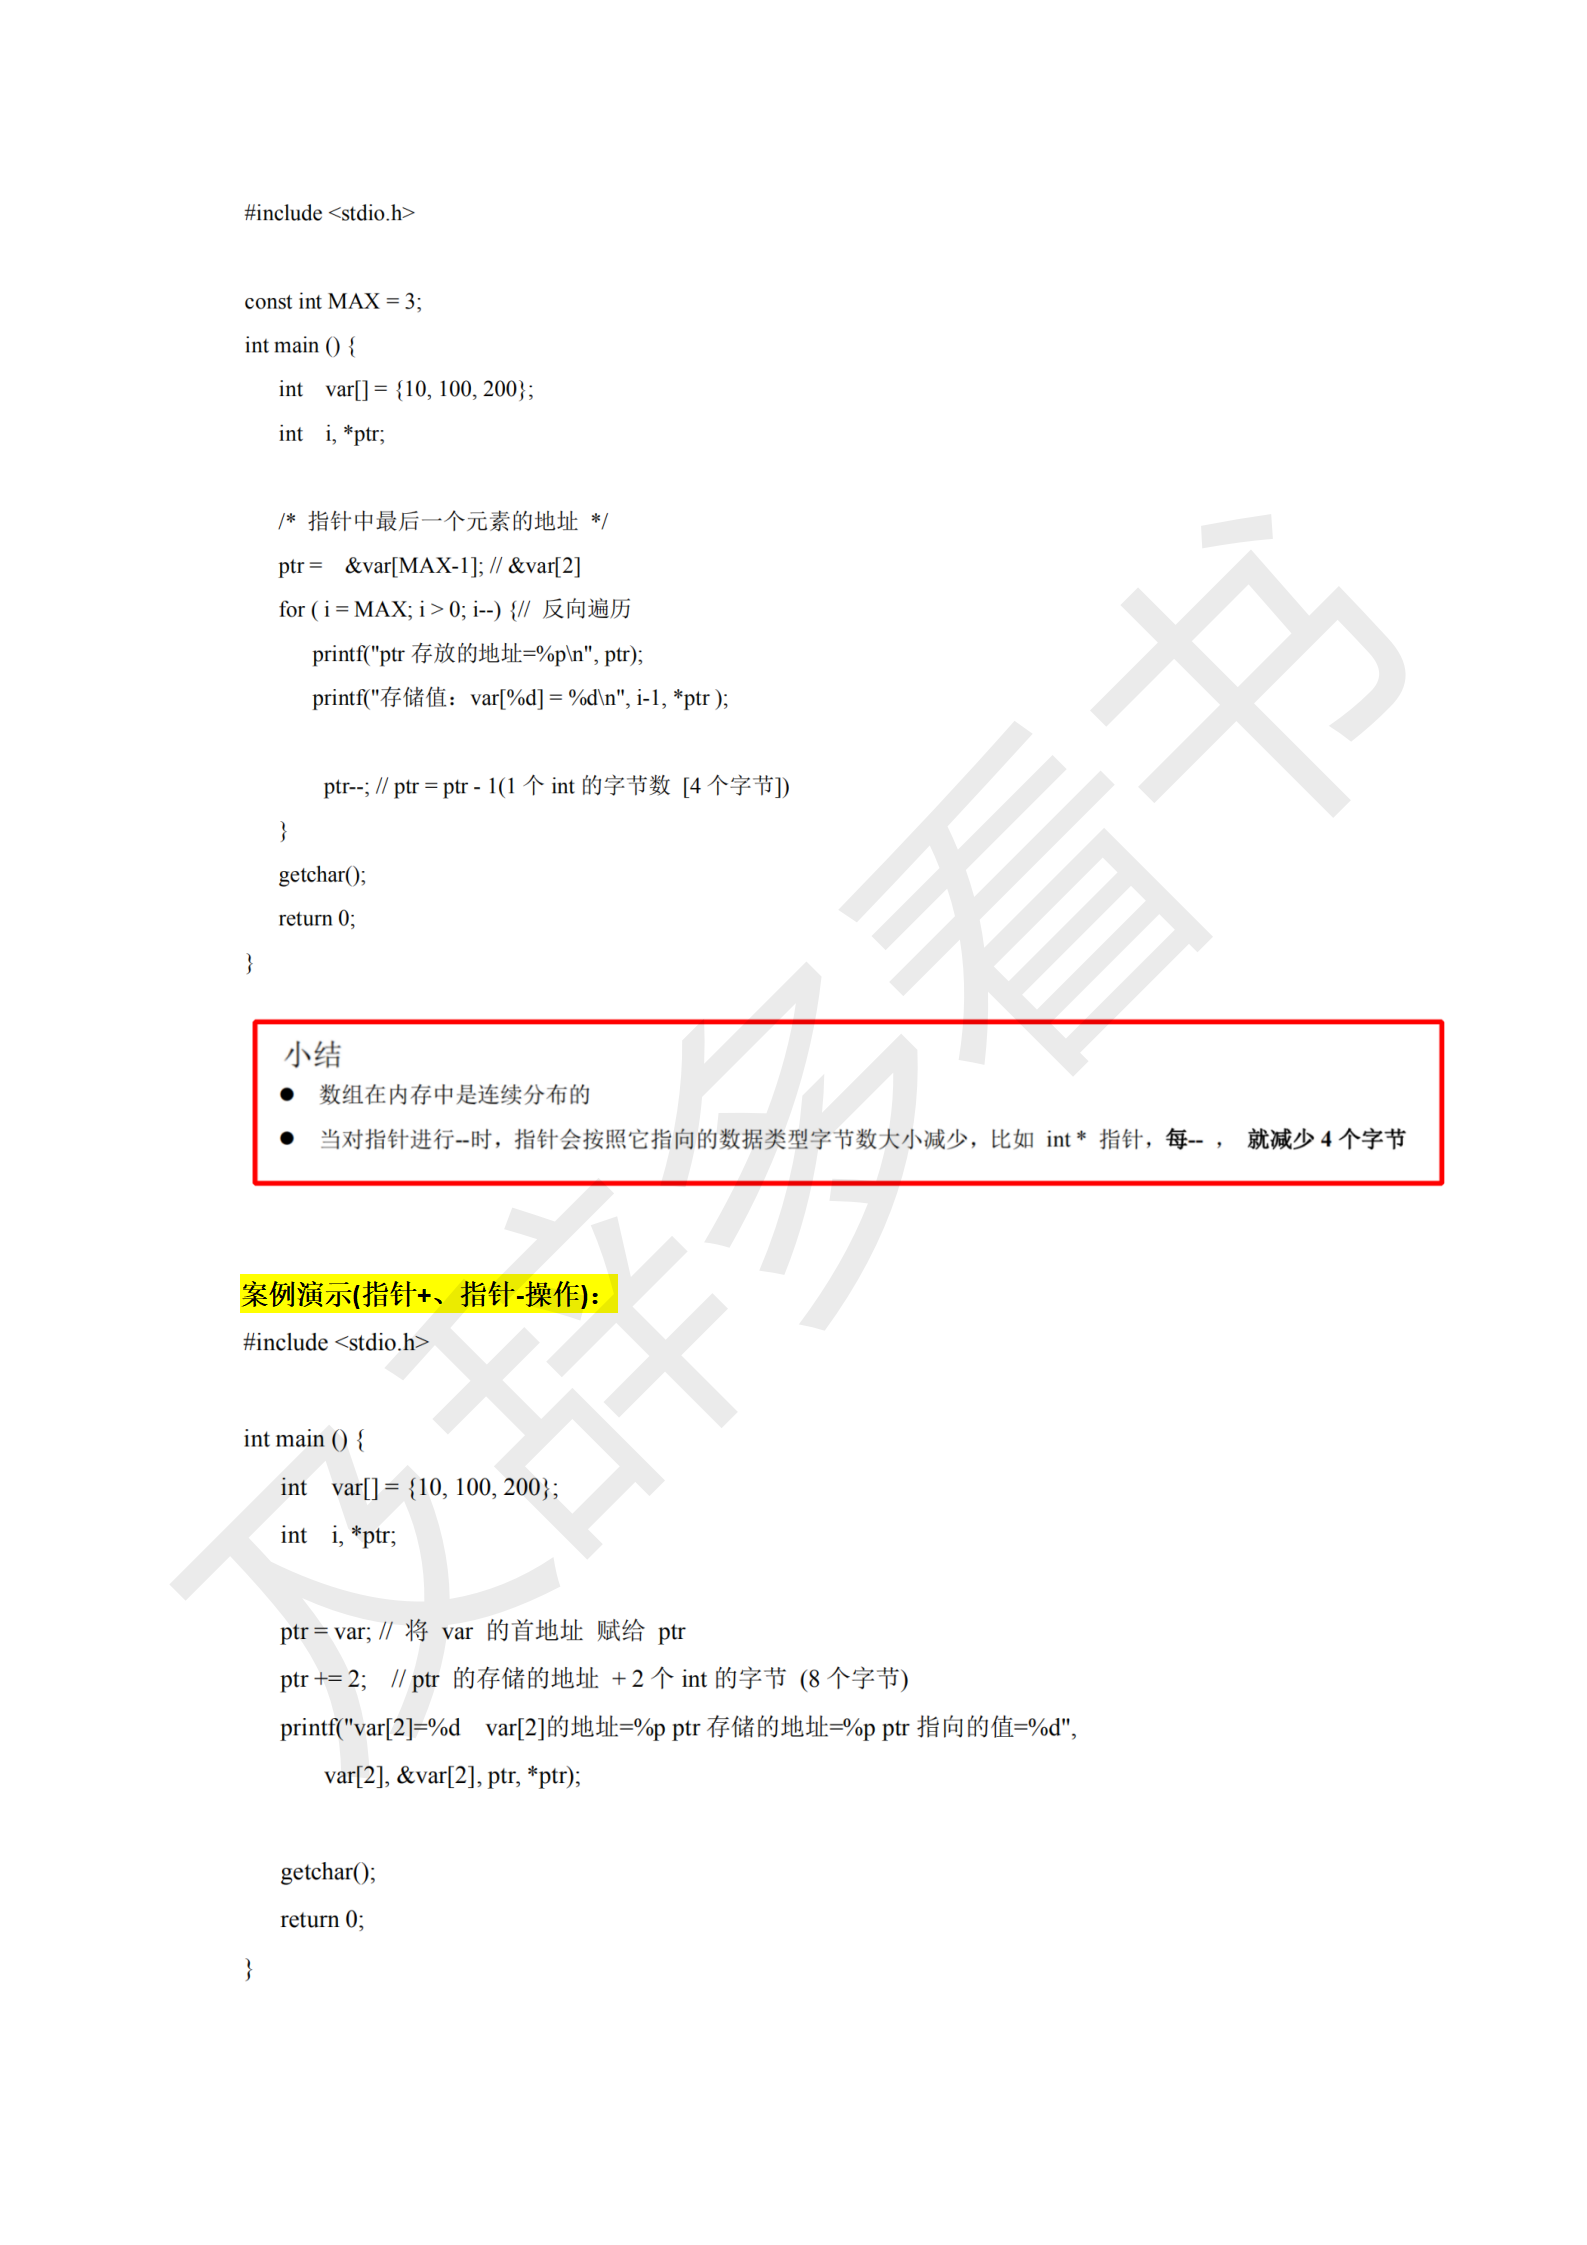 #include <stdio.h>
const int MAX = 3;
int main () {
int var[] = {10, 100, 200};
int i, *ptr;
/* 指针中最后一个元素的地址 */
ptr = &var[MAX-1]; // &var[2]
for ( i = MAX; i > 0; i--) {// 反向遍历
printf("ptr 存放的地址=%p\n", ptr);
printf("存储值：var[%d] = %d\n", i-1, *ptr );
ptr--; // ptr = ptr - 1(1 个 int 的字节数 [4 个字节])
}
getchar();
return 0;
}
小结
● 数组在内存中是连续分布的
● 当对指针进行--时，指针会按照它指向的数据类型字节数大小减少，比如 int * 指针，每-- ， 就减少 4 个字节
案例演示(指针+、指针-操作)：
#include <stdio.h>
int main () {
int var[] = {10, 100, 200};
int i, *ptr;
ptr = var; // 将 var 的首地址 赋给 ptr
ptr += 2; // ptr 的存储的地址 + 2 个 int 的字节 (8 个字节)
printf("var[2]=%d var[2]的地址=%p ptr 存储的地址=%p ptr 指向的值=%d",
var[2], &var[2], ptr, *ptr);
getchar();
return 0;
}
及辞多看书